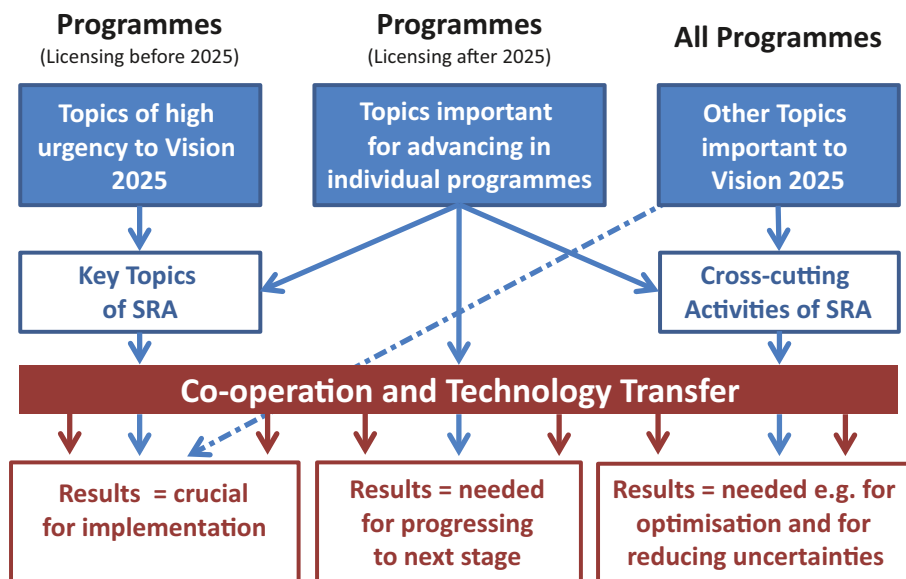 Programmes
(Licensing before 2025)
Programmes
(Licensing after 2025)
All Programmes
Topics of high
urgency to Vision
2025
Topics important
for advancing in
individual programmes
Other Topics
important to
Vision 2025
Key Topics
of SRA
Cross-cutting
Activities of SRA
Co-operation and Technology Transfer
Results = crucial
for implementation
Results = needed
for progressing
to next stage
Results = needed e.g. for
optimisation and for
reducing uncertainties